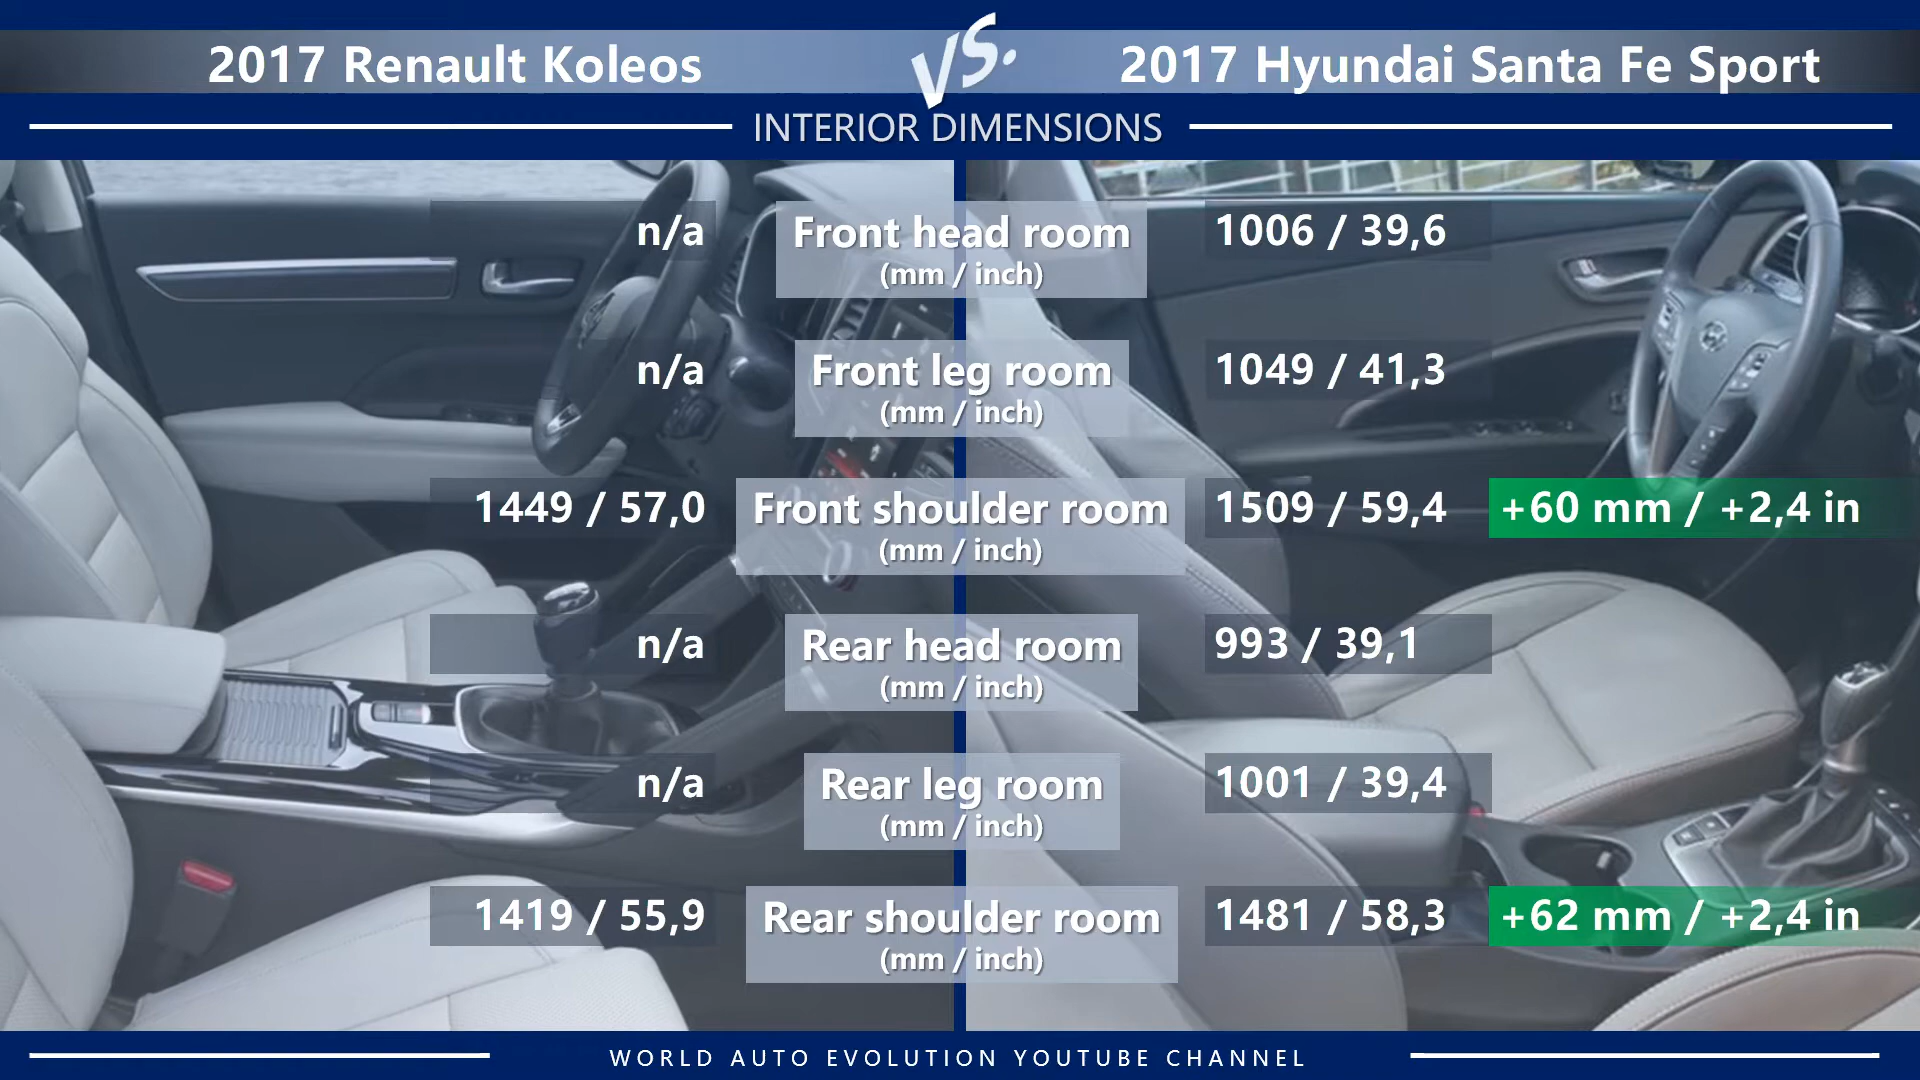 2017 Renault Koleos VS. 2017 Hyundai Santa Fe Sport
INTERIOR DIMENSIONS
n/a Front head room 1006 / 39,6
(mm / inch)
n/a Front leg room 1049 / 41,3
(mm / inch)
1449 / 57,0 Front shoulder room 1509 / 59,4 +60 mm / +2,4 in
(mm / inch)
n/a Rear head room 993 / 39,1
(mm / inch)
n/a Rear leg room 1001 / 39,4
(mm / inch)
1419 / 55,9 Rear shoulder room 1481 / 58,3 +62 mm / +2,4 in
(mm / inch)
WORLD AUTO EVOLUTION YOUTUBE CHANNEL